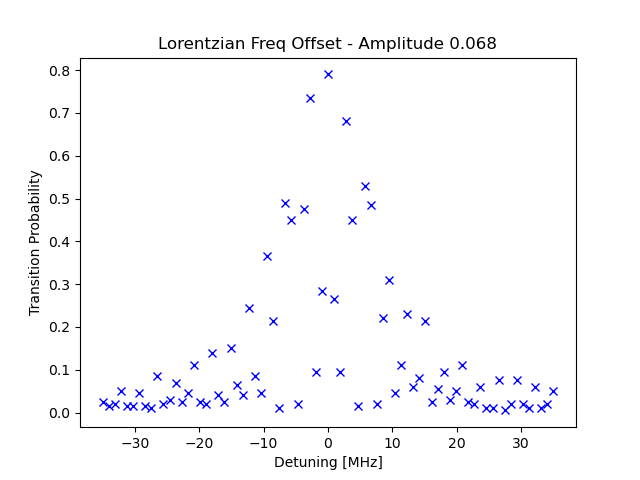 Lorentzian Freq Offset - Amplitude 0.068
0.8
0.7
0.6
0.5
0.4
0.3
0.2
0.1
0.0
Transition Probability
−30 −20 −10 0 10 20 30
Detuning [MHz]